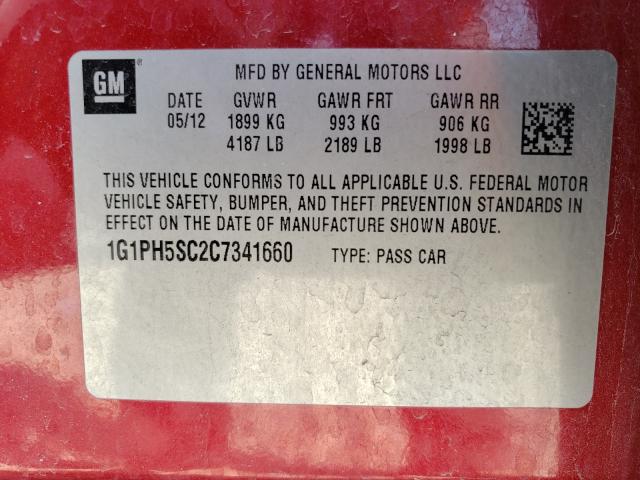 GM ®
MFD BY GENERAL MOTORS LLC
DATE GVWR GAWR FRT GAWR RR
05/12 1899 KG 993 KG 906 KG
4187 LB 2189 LB 1998 LB
THIS VEHICLE CONFORMS TO ALL APPLICABLE U.S. FEDERAL MOTOR
VEHICLE SAFETY, BUMPER, AND THEFT PREVENTION STANDARDS IN
EFFECT ON THE DATE OF MANUFACTURE SHOWN ABOVE.
1G1PH5SC2C7341660 TYPE: PASS CAR